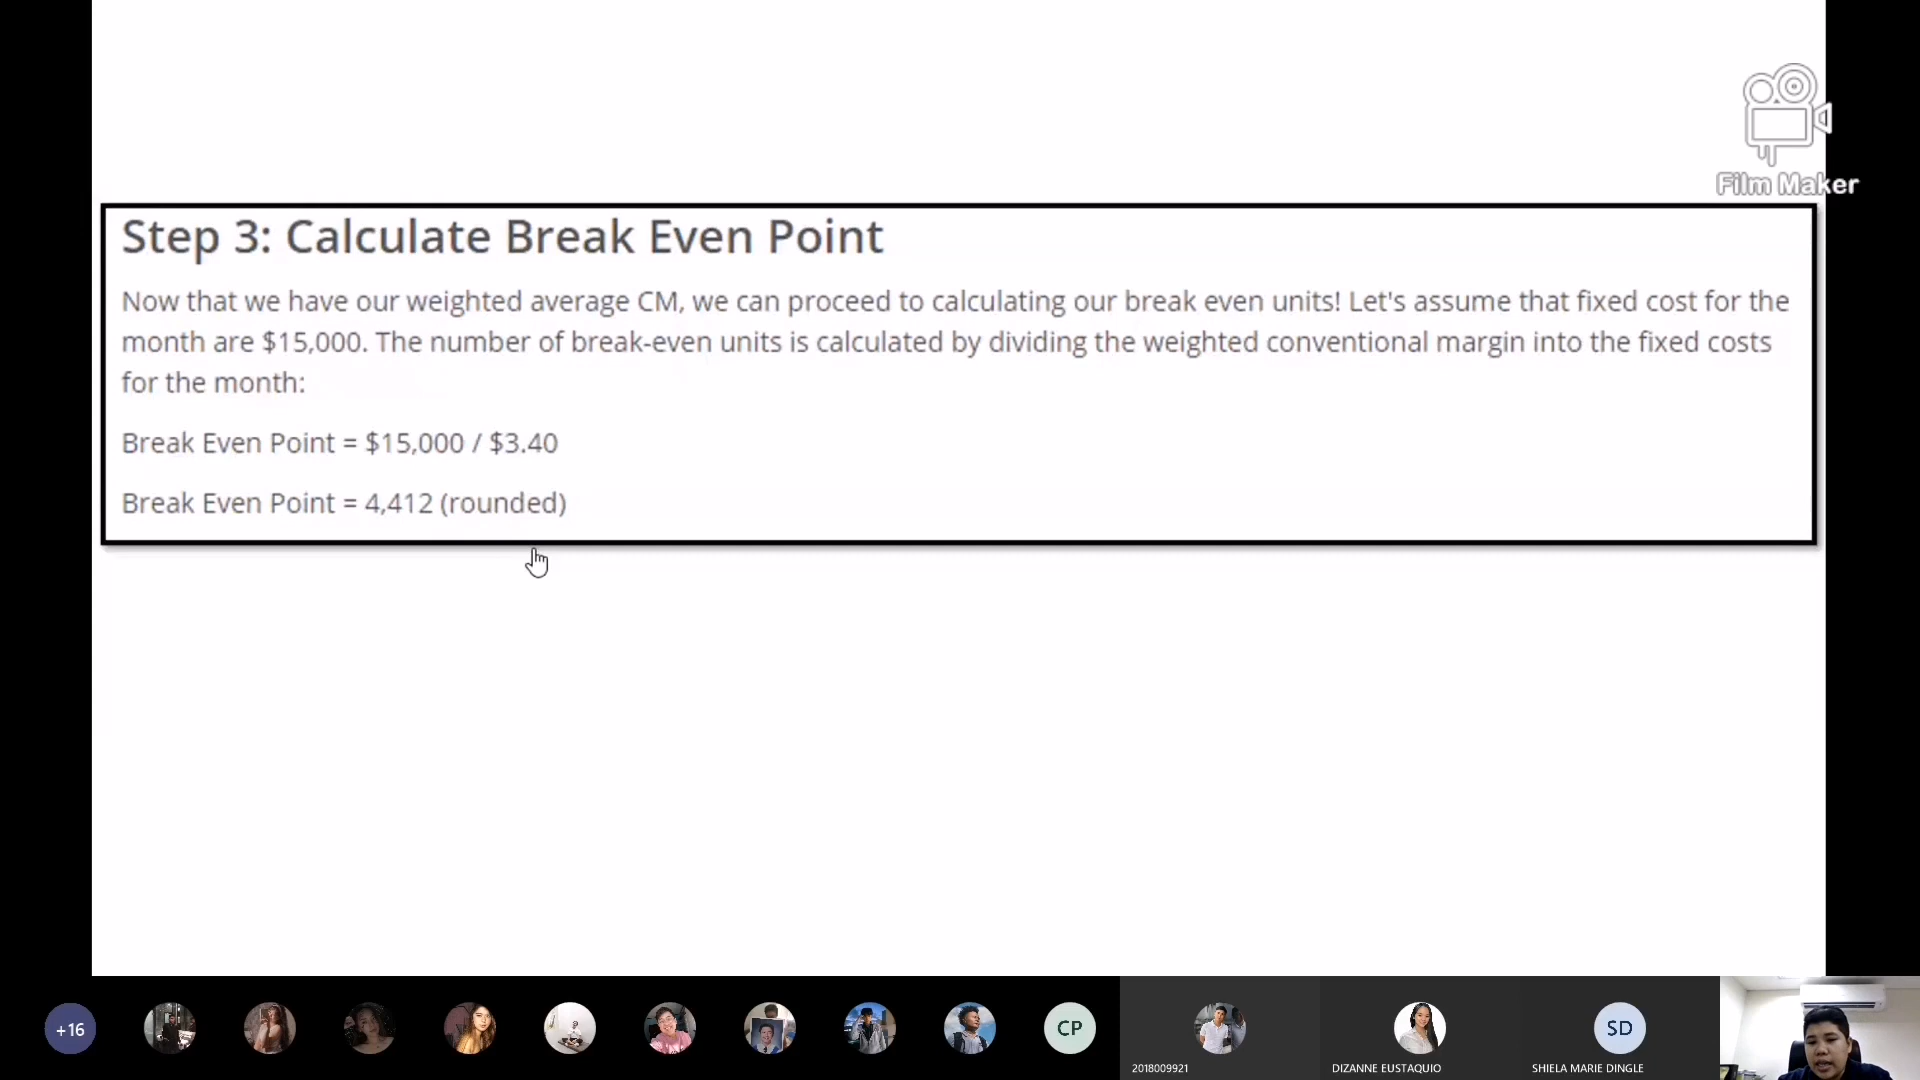 Film Maker
Step 3: Calculate Break Even Point
Now that we have our weighted average CM, we can proceed to calculating our break even units! Let's assume that fixed cost for the
month are $15,000. The number of break-even units is calculated by dividing the weighted conventional margin into the fixed costs
for the month:
Break Even Point = $15,000 / $3.40
Break Even Point = 4,412 (rounded)
+16
CP
SD
2018009921
DIZANNE EUSTAQUIO
SHIELA MARIE DINGLE